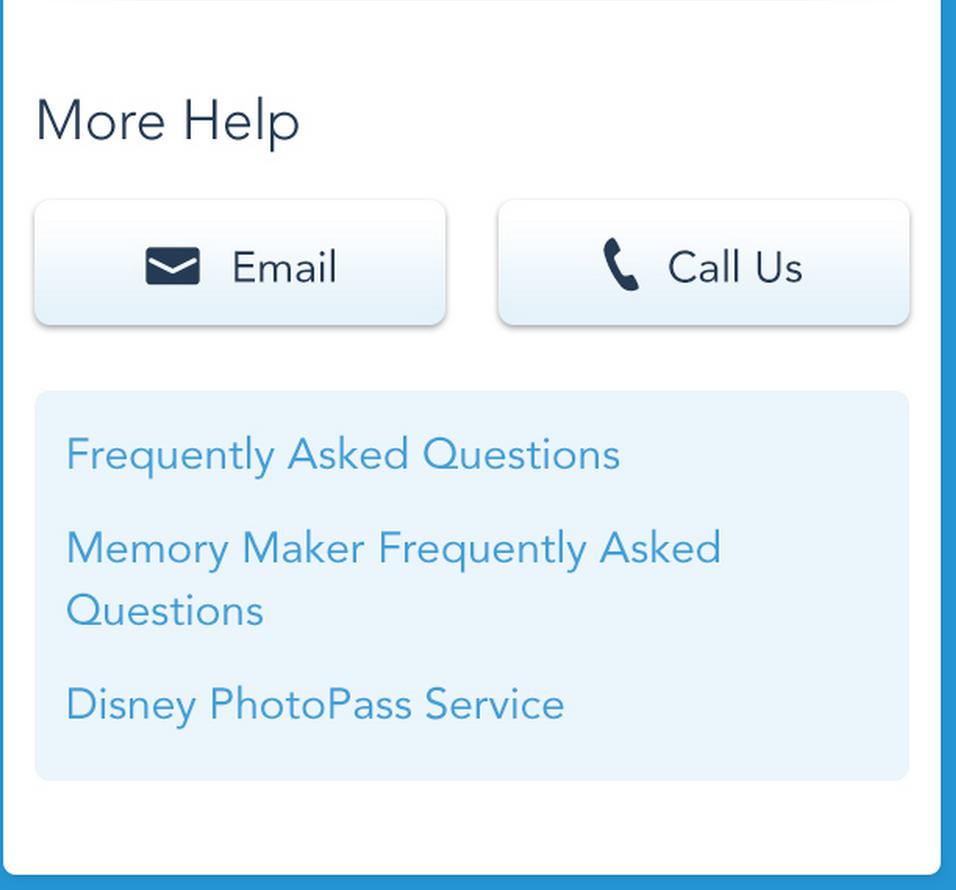 More Help
Email
Call Us
Frequently Asked Questions
Memory Maker Frequently Asked
Questions
Disney PhotoPass Service